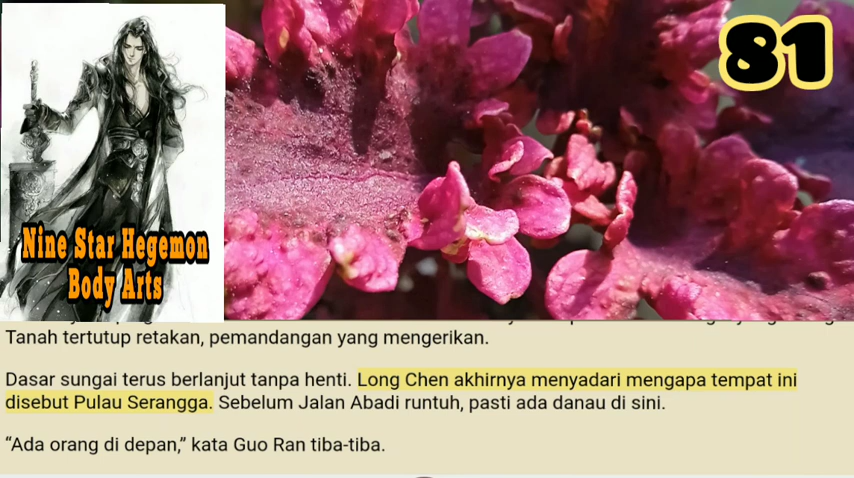 81
Nine Star Hegemon
Body Arts
Tanah tertutup retakan, pemandangan yang mengerikan.
Dasar sungai terus berlanjut tanpa henti. Long Chen akhirnya menyadari mengapa tempat ini
disebut Pulau Serangga. Sebelum Jalan Abadi runtuh, pasti ada danau di sini.
“Ada orang di depan,” kata Guo Ran tiba-tiba.